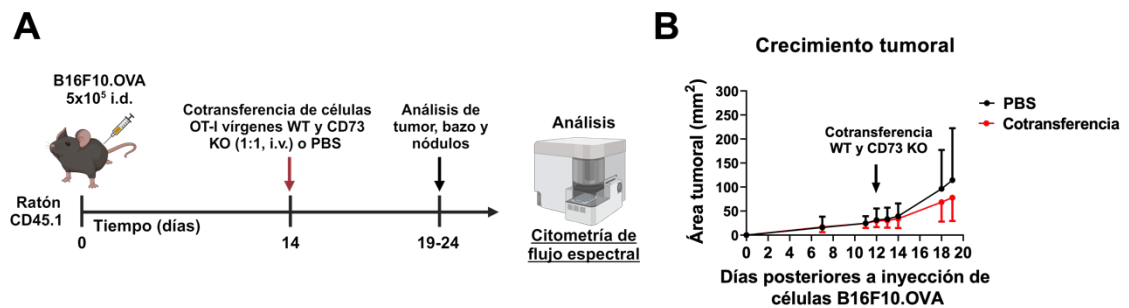 A
B16F10.OVA
5x10⁵ i.d.
Ratón
CD45.1
Cotransferencia de células
OT-I vírgenes WT y CD73
KO (1:1, i.v.) o PBS
Análisis de
tumor, bazo y
nódulos
Análisis
Tiempo (días)
0
14
19-24
Citometría de
flujo espectral
B
Crecimiento tumoral
Área tumoral (mm²)
300
250
200
150
100
50
0
Cotransferencia
WT y CD73 KO
PBS
Cotransferencia
0 2 4 6 8 10 12 14 16 18 20
Días posteriores a inyección de
células B16F10.OVA